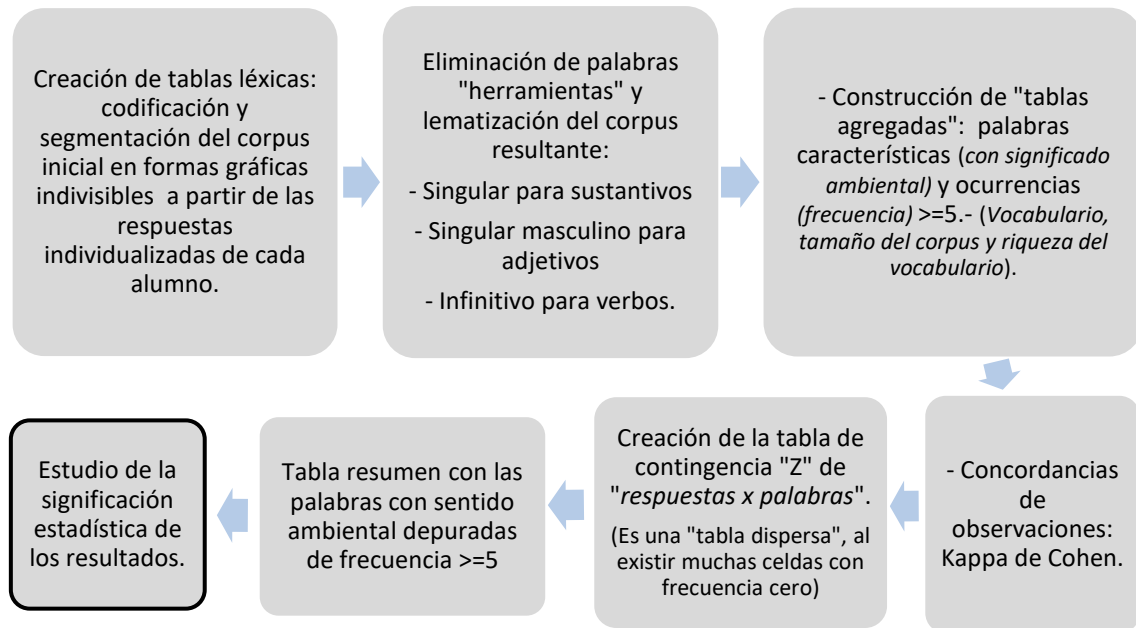 Creación de tablas léxicas:
codificación y
segmentación del corpus
inicial en formas gráficas
indivisibles a partir de las
respuestas
individualizadas de cada
alumno.
Eliminación de palabras
"herramientas" y
lematización del corpus
resultante:
- Singular para sustantivos
- Singular masculino para
adjetivos
- Infinitivo para verbos.
- Construcción de "tablas
agregadas": palabras
características (con significado
ambiental) y ocurrencias
(frecuencia) >=5.- (Vocabulario,
tamaño del corpus y riqueza del
vocabulario).
- Concordancias
de
observaciones:
Kappa de Cohen.
Creación de la tabla de
contingencia "Z" de
"respuestas x palabras".
(Es una "tabla dispersa", al
existir muchas celdas con
frecuencia cero)
Tabla resumen con las
palabras con sentido
ambiental depuradas
de frecuencia >=5
Estudio de la
significación
estadística de
los resultados.